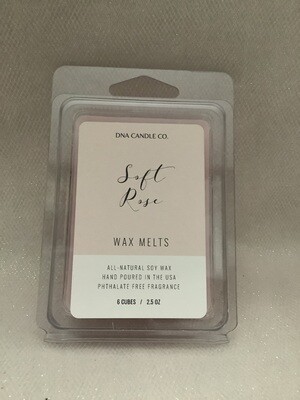 DNA CANDLE CO.
Soft
Rose
WAX MELTS
ALL-NATURAL SOY WAX
HAND POURED IN THE USA
PHTHALATE FREE FRAGRANCE
6 CUBES / 2.5 OZ